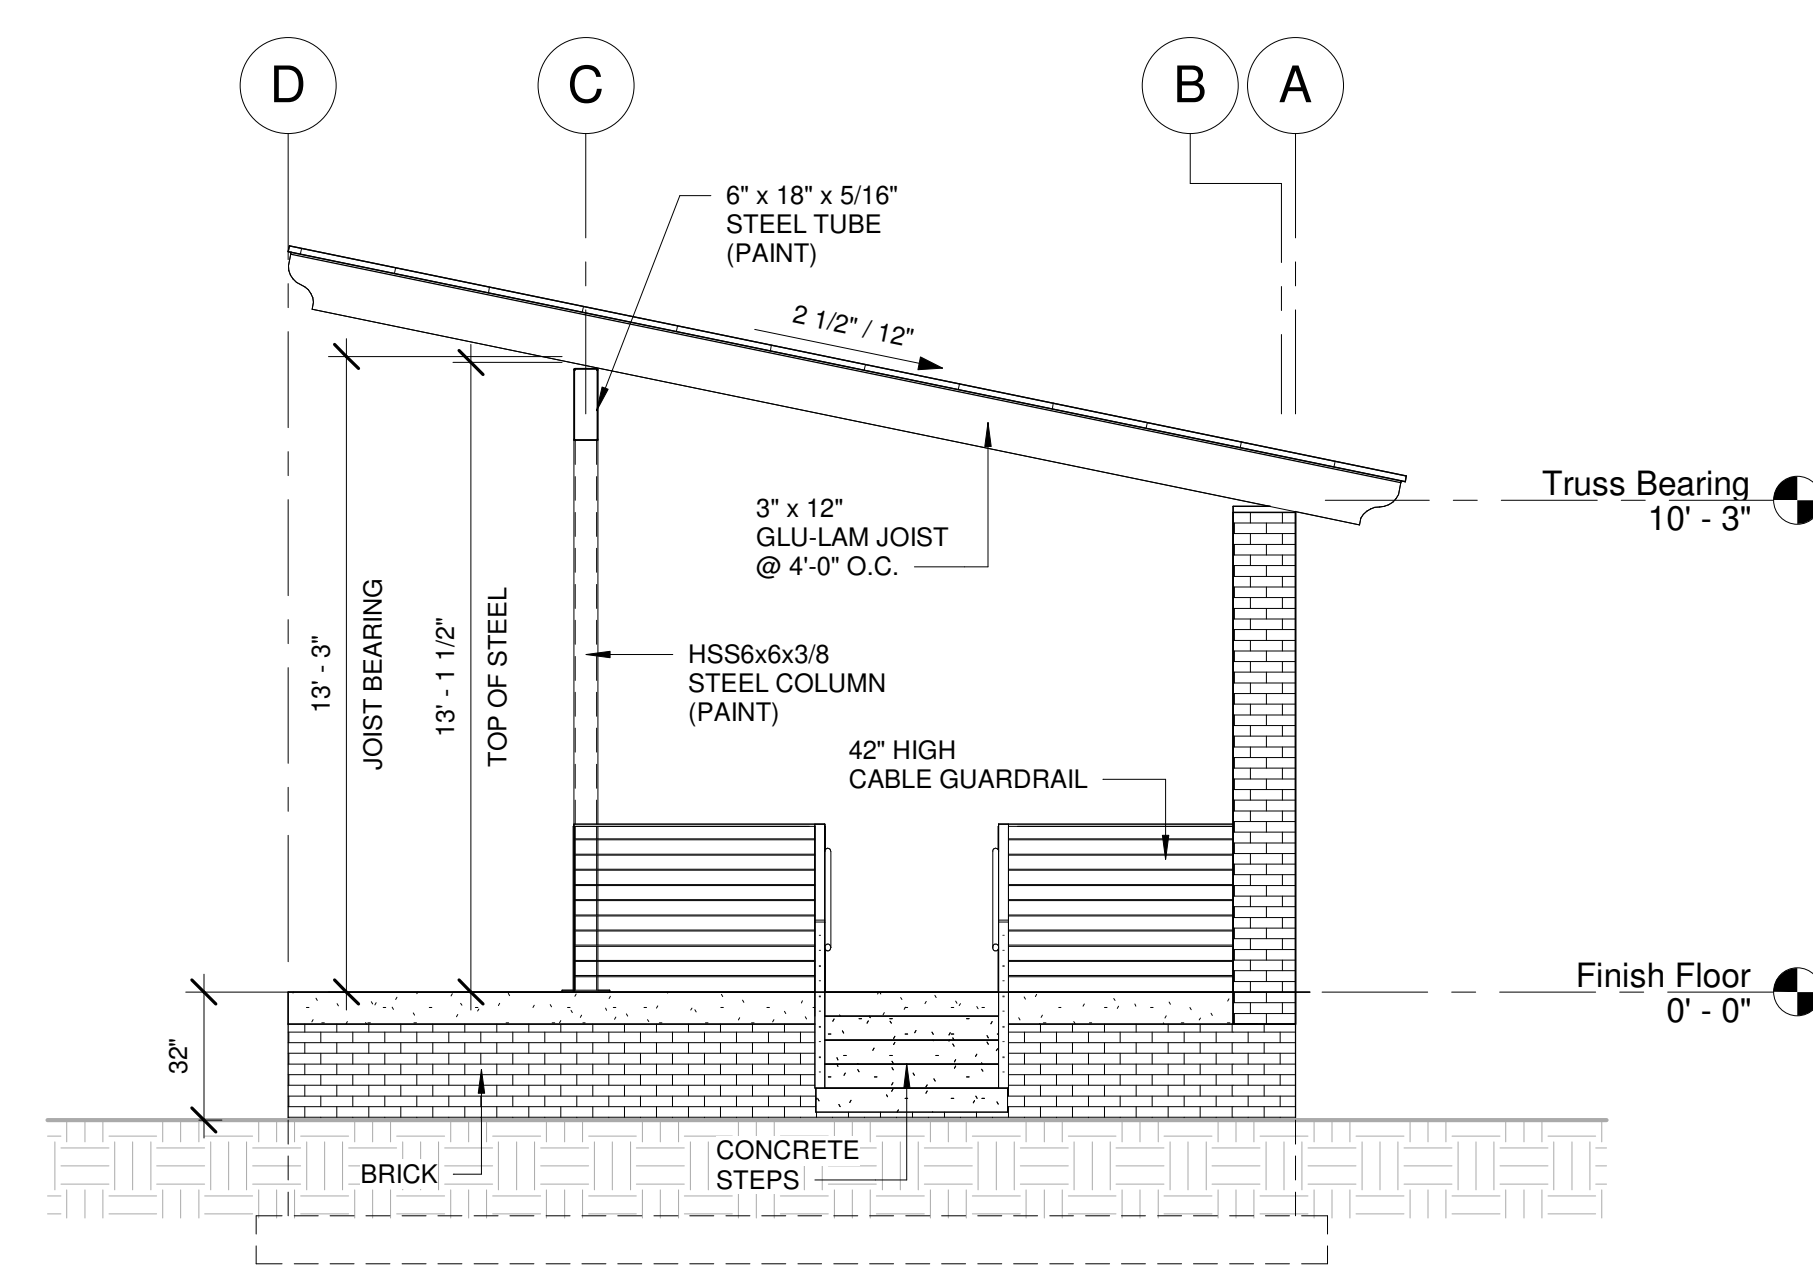 D
C
B
A
6" x 18" x 5/16"
STEEL TUBE
(PAINT)
2 1/2" / 12"
3" x 12"
GLU-LAM JOIST
@ 4'-0" O.C.
Truss Bearing
10' - 3"
13' - 3"
JOIST BEARING
13' - 1 1/2"
TOP OF STEEL
HSS6x6x3/8
STEEL COLUMN
(PAINT)
42" HIGH
CABLE GUARDRAIL
Finish Floor
0' - 0"
32"
BRICK
CONCRETE
STEPS